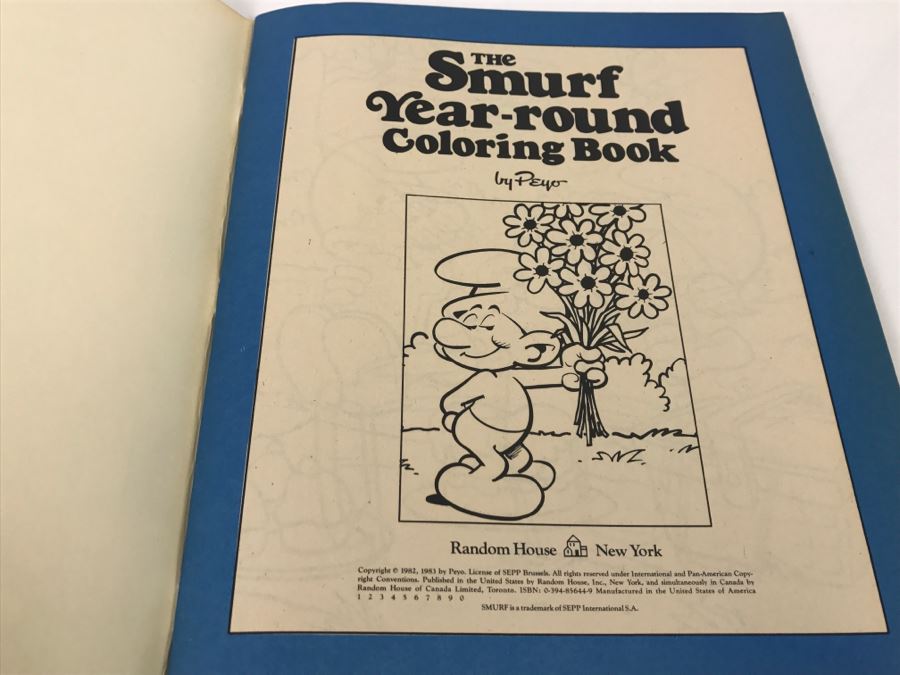 THE
Smurf
Year-round
Coloring Book
by Peyo
Random House New York
Copyright © 1982, 1983 by Peyo. License of SEPP Brussels. All rights reserved under International and Pan-American Copy-
right Conventions. Published in the United States by Random House, Inc., New York, and simultaneously in Canada by
Random House of Canada Limited, Toronto. ISBN: 0-394-85644-9 Manufactured in the United States of America
1 2 3 4 5 6 7 8 9 0
SMURF is a trademark of SEPP International S.A.